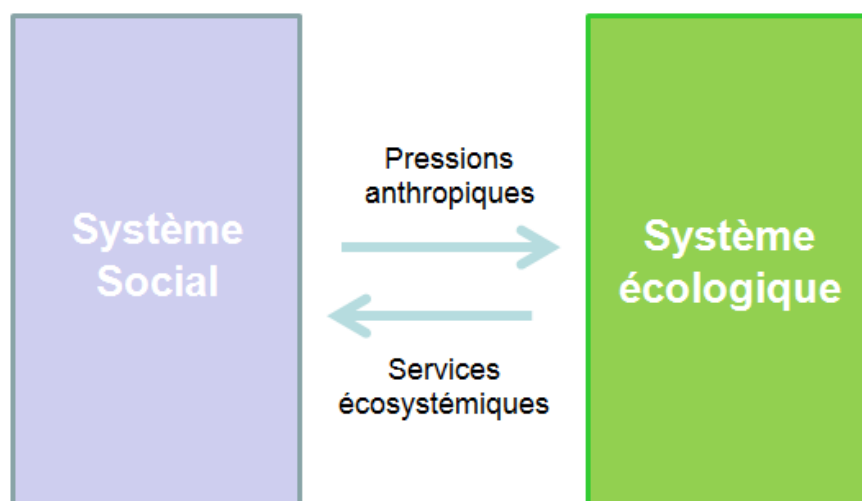 Système
Social
Pressions
anthropiques
Services
écosystémiques
Système
écologique